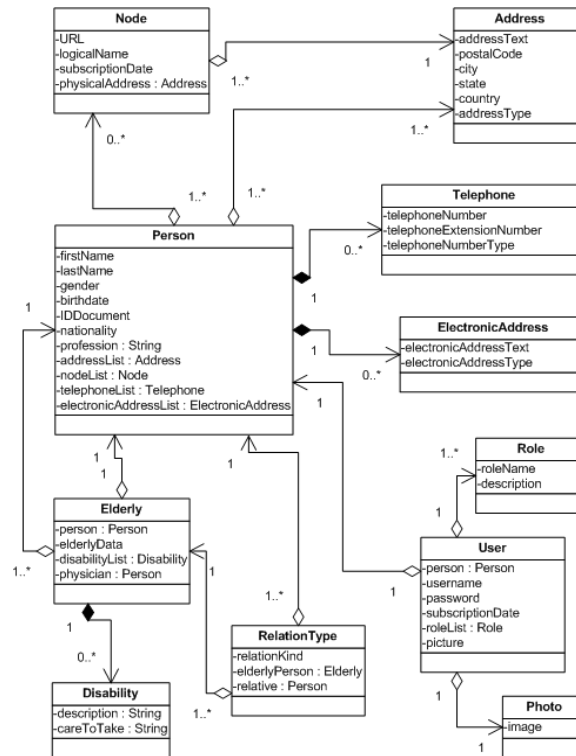 Node
-URL
-logicalName
-subscriptionDate
-physicalAddress : Address
Address
-addressText
-postalCode
-city
-state
-country
-addressType
1..*
1
0..*
1..*
1..*
1..*
Person
-firstName
-lastName
-gender
-birthdate
-IDDocument
-nationality
-profession : String
-addressList : Address
-nodeList : Node
-telephoneList : Telephone
-electronicAddressList : ElectronicAddress
Telephone
-telephoneNumber
-telephoneExtensionNumber
-telephoneNumberType
1
0..*
ElectronicAddress
-electronicAddressText
-electronicAddressType
1
0..*
1
1
1
1
1
Role
-roleName
-description
1..*
1
Elderly
-person : Person
-elderlyData
-disabilityList : Disability
-physician : Person
1..*
1
1
0..*
User
-person : Person
-username
-password
-subscriptionDate
-roleList : Role
-picture
1
1..*
RelationType
-relationKind
-elderlyPerson : Elderly
-relative : Person
1..*
Disability
-description : String
-careToTake : String
1
Photo
-image
1